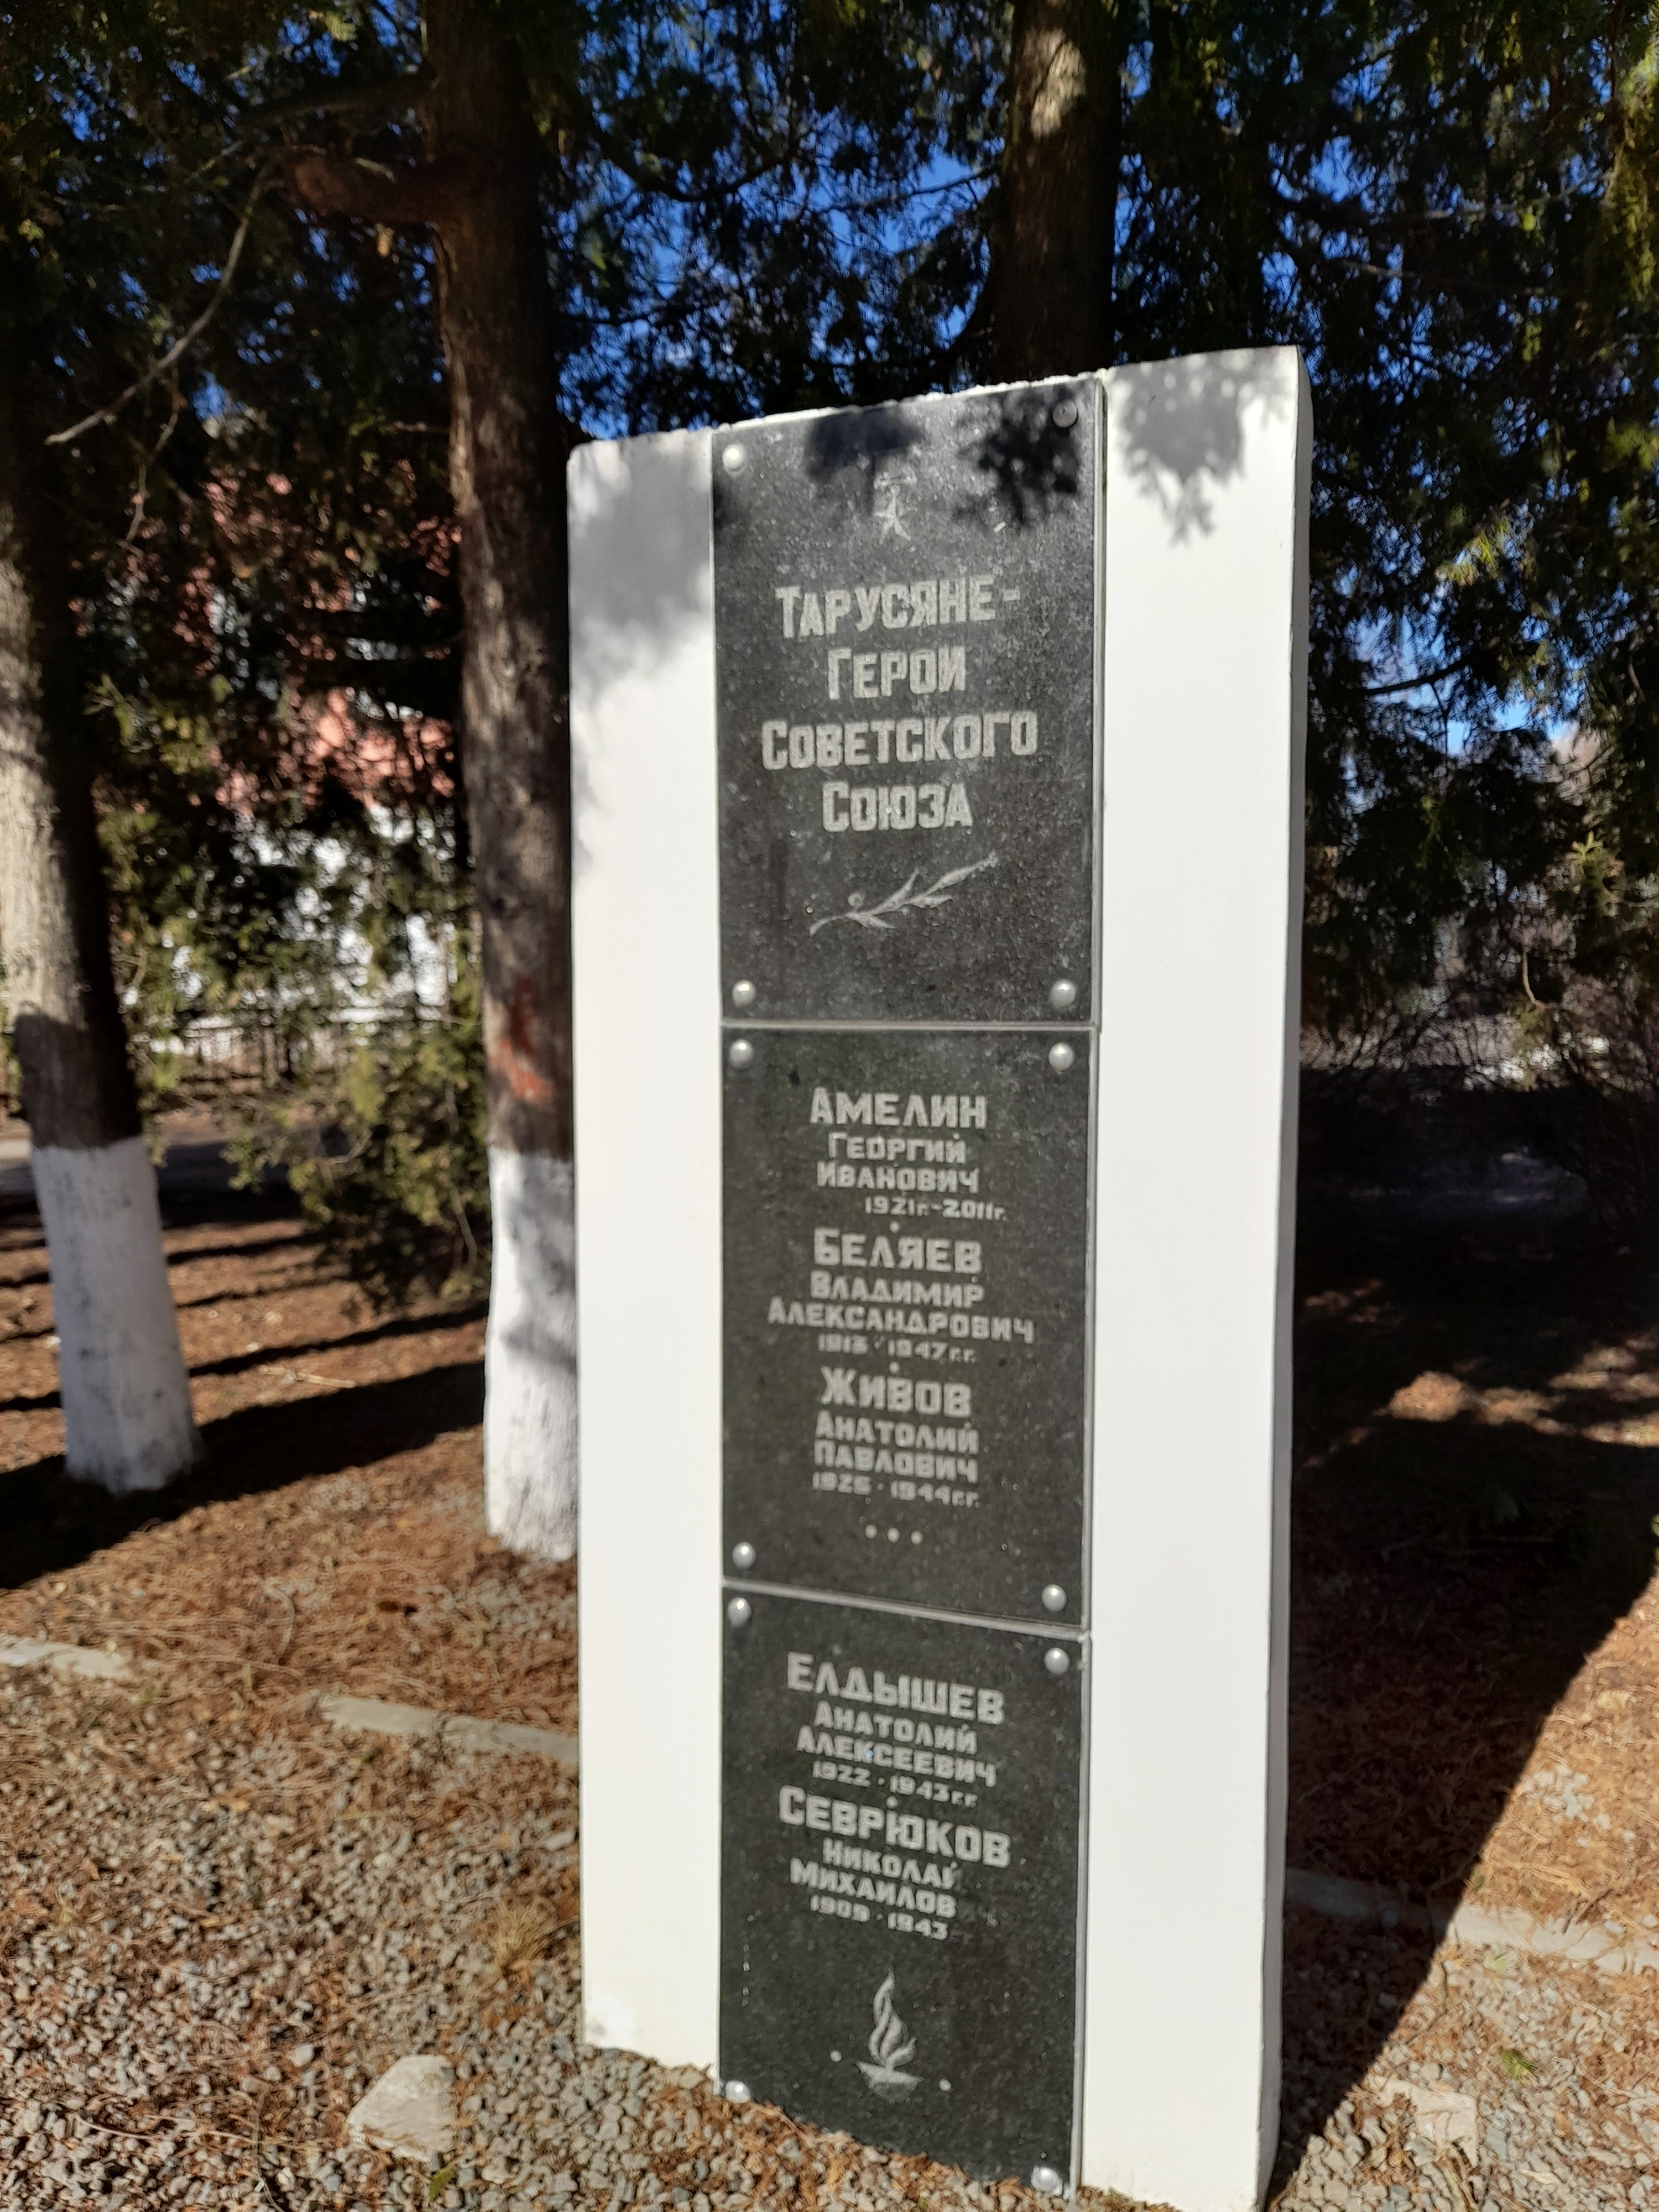 ТАРУСЯНЕ-
ГЕРОИ
СОВЕТСКОГО
СОЮЗА
АМЕЛИН
ГЕОРГИЙ
ИВАНОВИЧ
1921г.-2011г.
БЕЛЯЕВ
ВЛАДИМИР
АЛЕКСАНДРОВИЧ
1913 · 1947г.г.
ЖИВОВ
АНАТОЛИЙ
ПАВЛОВИЧ
1925 · 1944г.г.
• • •
ЕЛДЫШЕВ
АНАТОЛИЙ
АЛЕКСЕЕВИЧ
1922 · 1943г.г.
СЕВРЮКОВ
НИКОЛАЙ
МИХАЙЛОВИЧ
1909 · 1943 г.г.